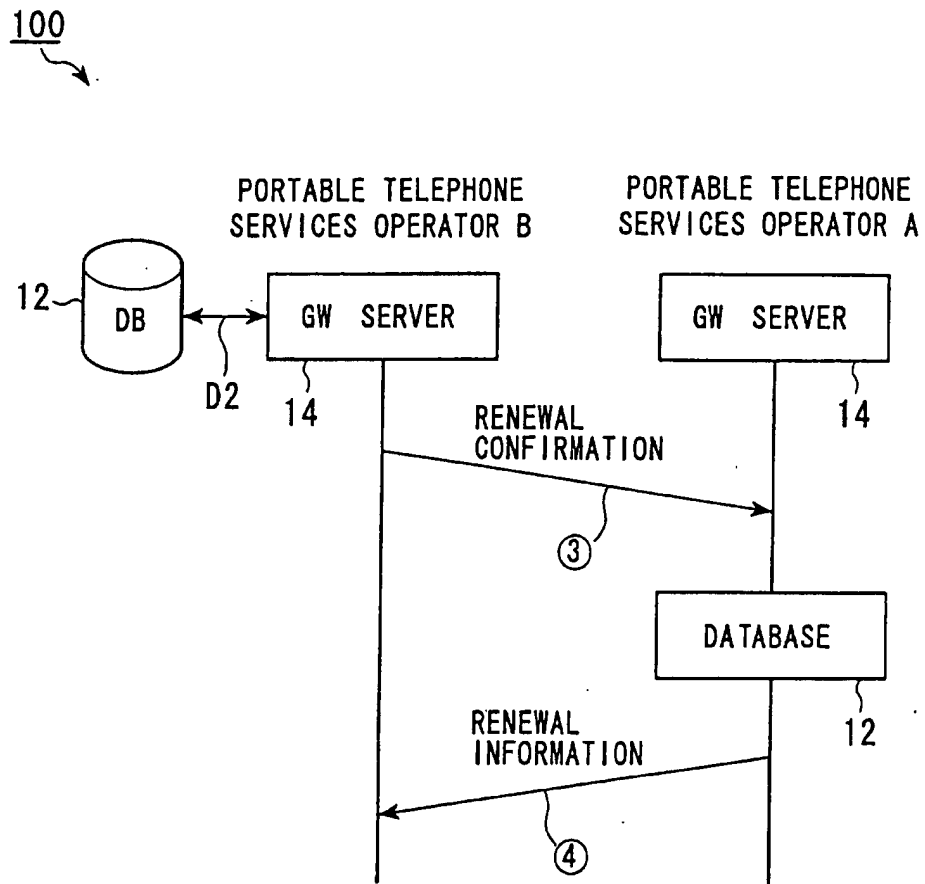 100
PORTABLE TELEPHONE
SERVICES OPERATOR B
PORTABLE TELEPHONE
SERVICES OPERATOR A
12
DB
D2
GW SERVER
14
GW SERVER
14
RENEWAL
CONFIRMATION
③
DATABASE
12
RENEWAL
INFORMATION
④